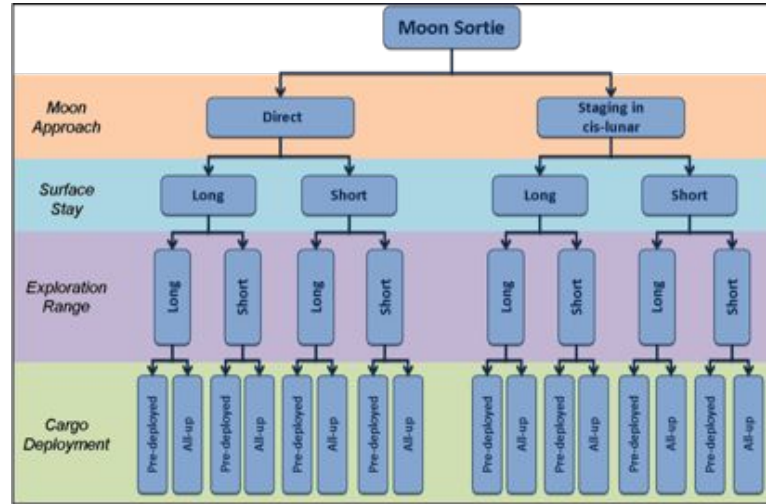 Moon Sortie
Moon
Approach
Direct
Staging in
cis-lunar
Surface
Stay
Long
Short
Long
Short
Exploration
Range
Long
Short
Long
Short
Long
Short
Long
Short
Cargo
Deployment
Pre-deployed
All-up
Pre-deployed
All-up
Pre-deployed
All-up
Pre-deployed
All-up
Pre-deployed
All-up
Pre-deployed
All-up
Pre-deployed
All-up
Pre-deployed
All-up